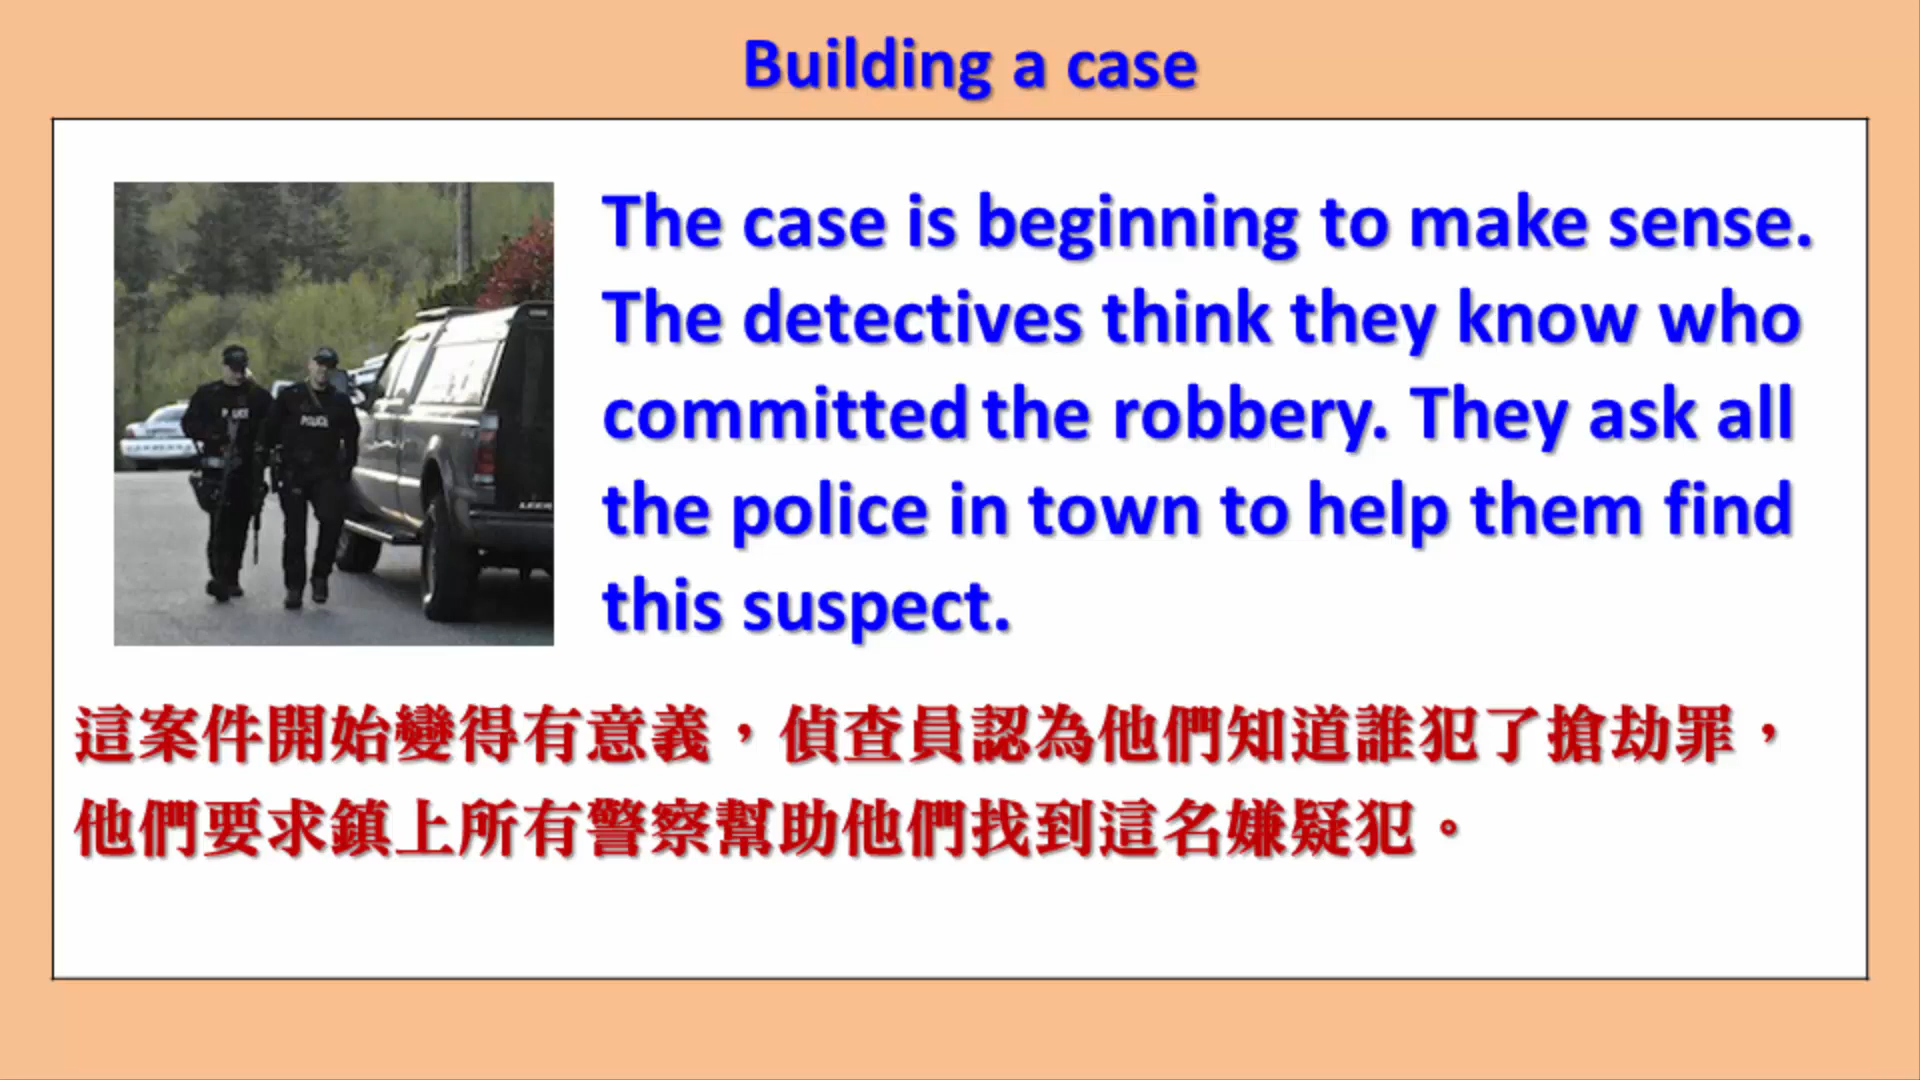 Building a case
The case is beginning to make sense.
The detectives think they know who
committed the robbery. They ask all
the police in town to help them find
this suspect.
POLICE
這案件開始變得有意義，偵查員認為他們知道誰犯了搶劫罪，
他們要求鎮上所有警察幫助他們找到這名嫌疑犯。